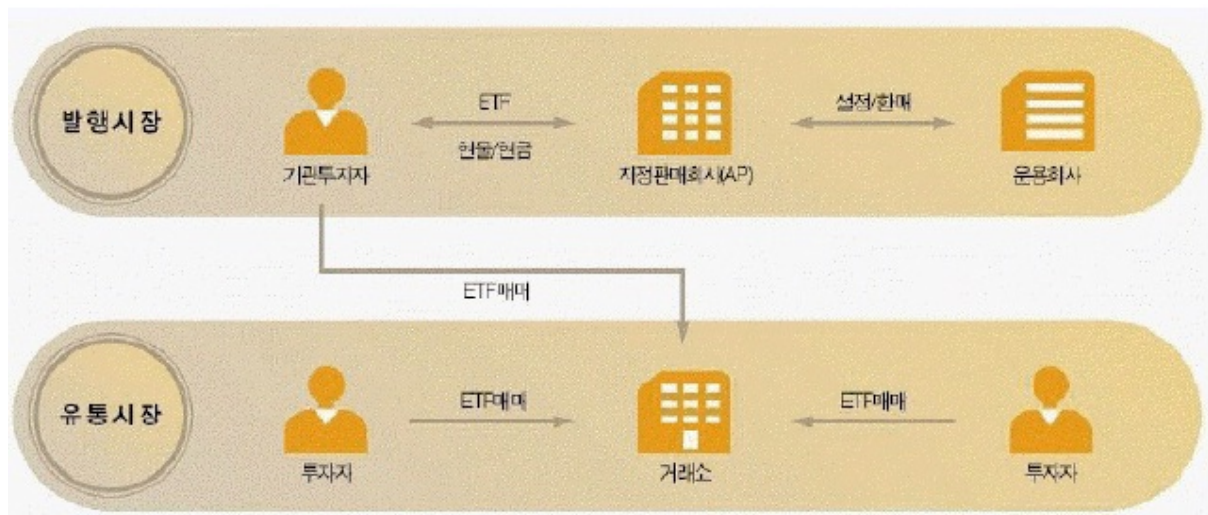 발행시장
ETF
현물/현금
설정/환매
기관투자자
지정판매회사(AP)
운용회사
ETF매매
유통시장
ETF매매
ETF매매
투자자
거래소
투자자